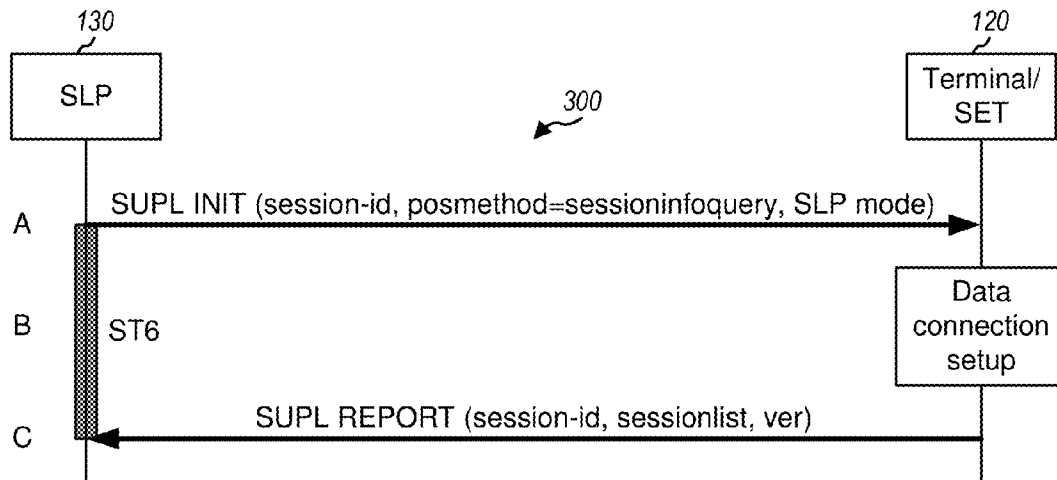 130
120
SLP
Terminal/
SET
300
A
SUPL INIT (session-id, posmethod=sessioninfoquery, SLP mode)
B
ST6
Data
connection
setup
C
SUPL REPORT (session-id, sessionlist, ver)